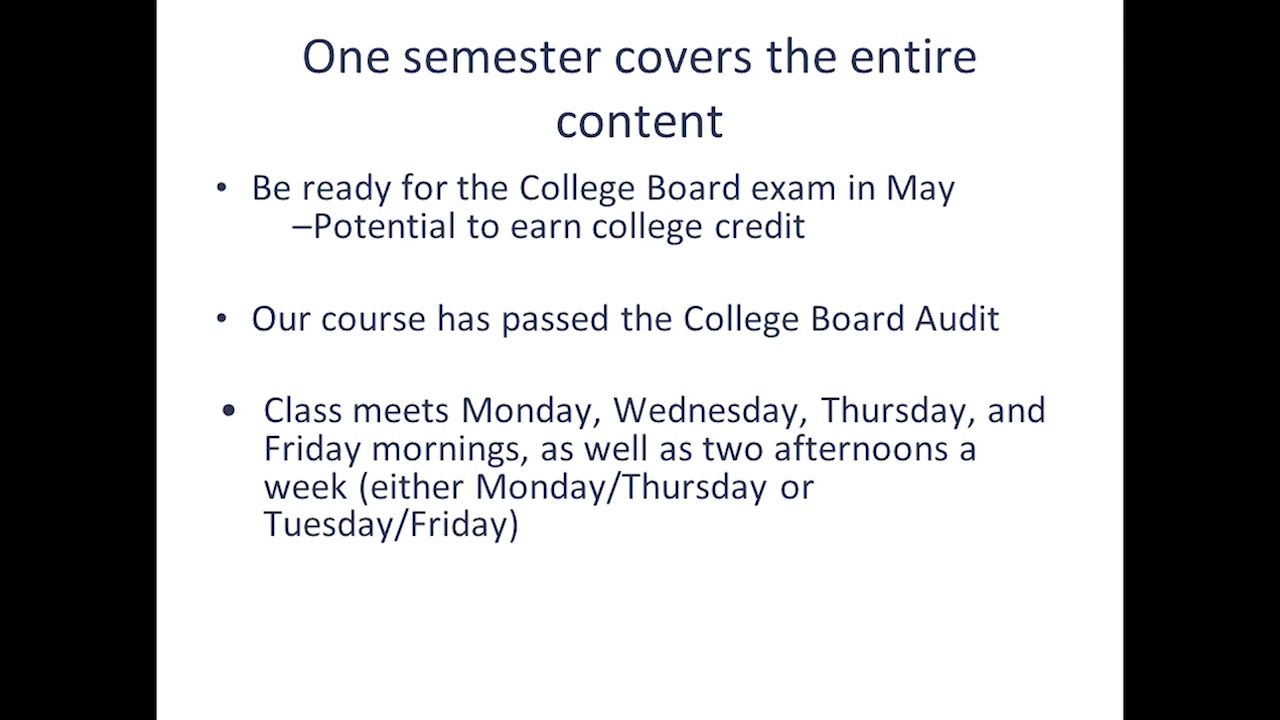 One semester covers the entire
content
• Be ready for the College Board exam in May
–Potential to earn college credit
• Our course has passed the College Board Audit
• Class meets Monday, Wednesday, Thursday, and
Friday mornings, as well as two afternoons a
week (either Monday/Thursday or
Tuesday/Friday)